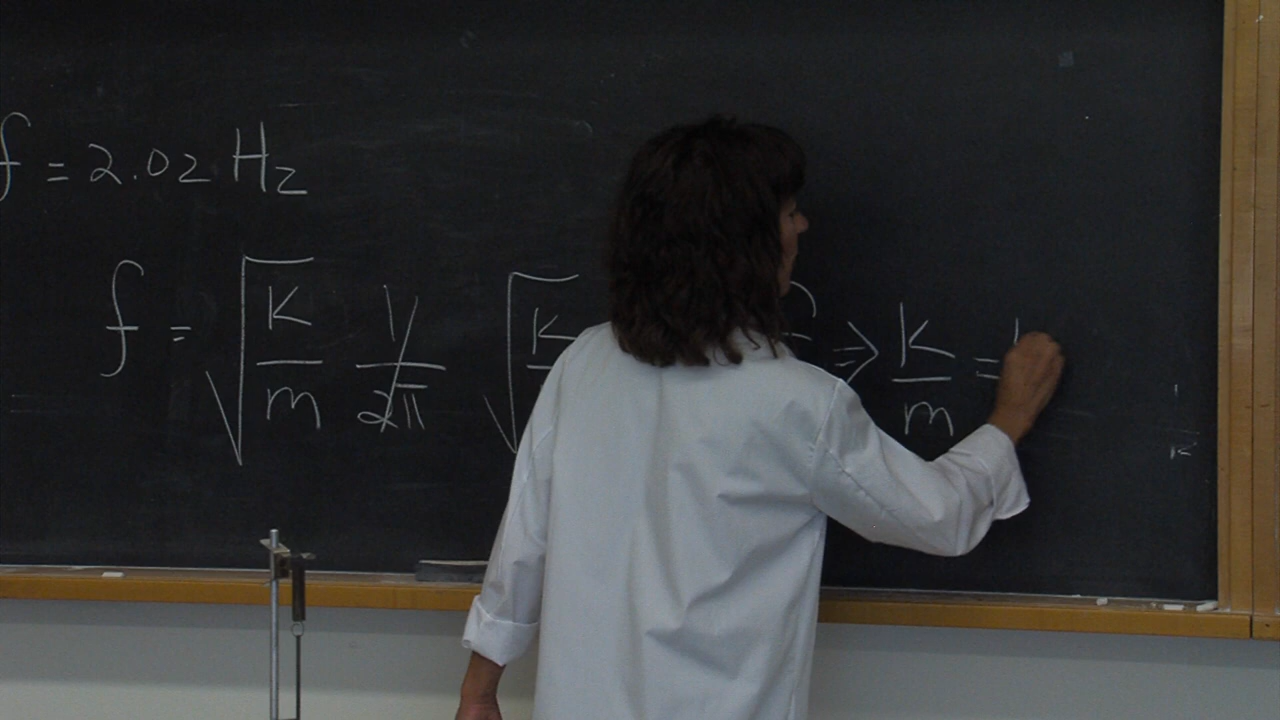 f = 2.02 Hz
f = √(K/m) 1/2π √(K ⇒ K/m =